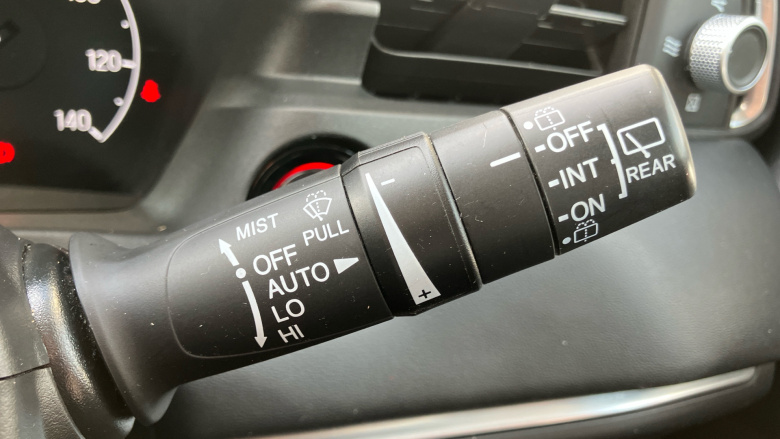 120
140
MIST
PULL
OFF
AUTO
LO
HI
-
+
-OFF
-INT
-ON
REAR